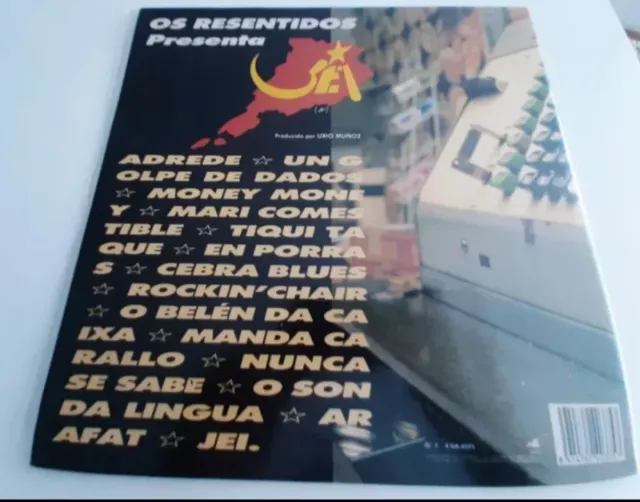 OS RESENTIDOS
Presenta
JEI
Producido por URIO MUÑOZ
ADREDE ☆ UN G
OLPE DE DADOS
☆ MONEY MONE
Y ☆ MARI COMES
TIBLE ☆ TIQUI TA
QUE ☆ EN PORRA
S ☆ CEBRA BLUES
☆ ROCKIN'CHAIR
☆ O BELÉN DA CA
IXA ☆ MANDA CA
RALLO ☆ NUNCA
SE SABE ☆ O SON
DA LINGUA ☆ AR
AFAT ☆ JEI.